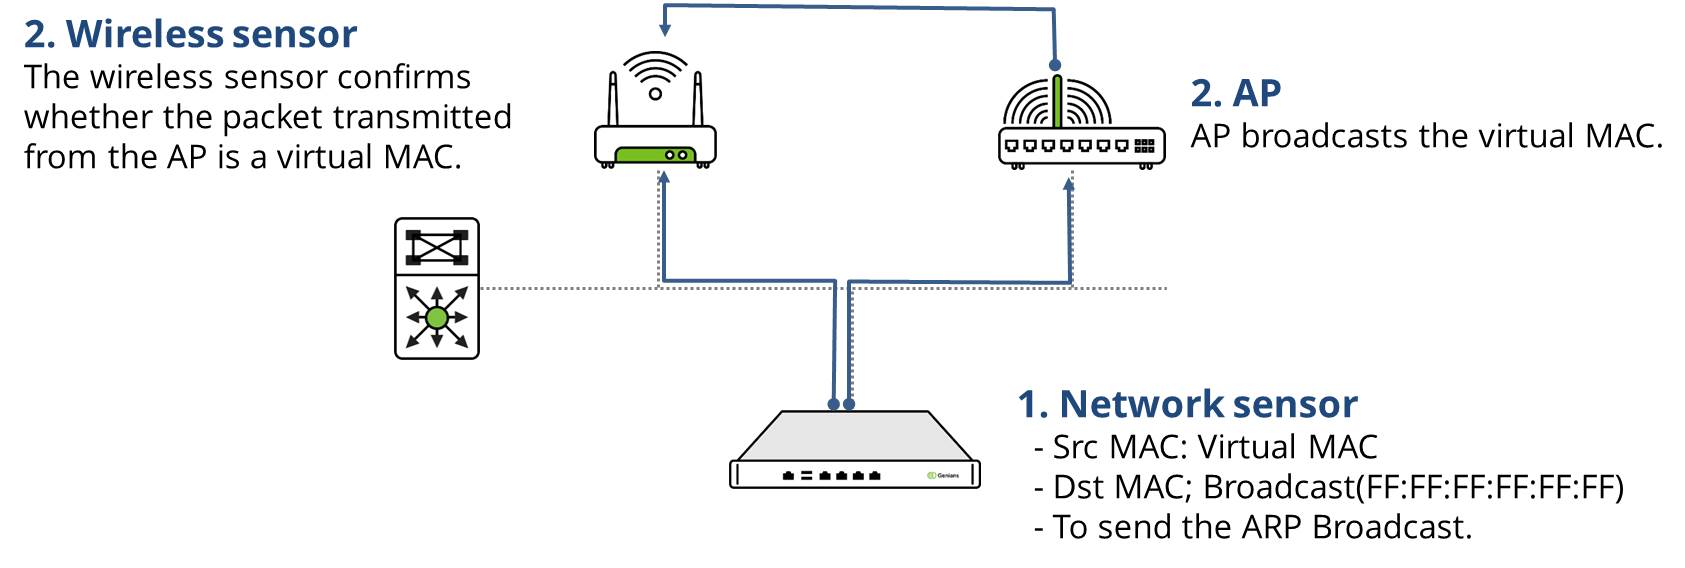 2. Wireless sensor
The wireless sensor confirms
whether the packet transmitted
from the AP is a virtual MAC.
2. AP
AP broadcasts the virtual MAC.
1. Network sensor
- Src MAC: Virtual MAC
- Dst MAC; Broadcast(FF:FF:FF:FF:FF:FF)
- To send the ARP Broadcast.
Genians